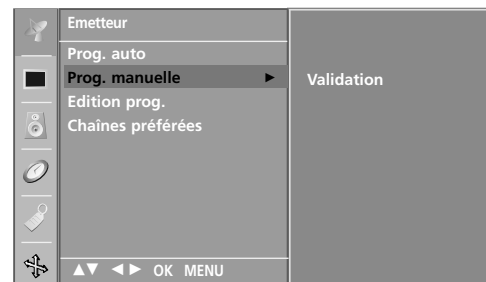 Emetteur
Prog. auto
Prog. manuelle ►
Validation
Edition prog.
Chaînes préférées
▲▼ ◄► OK MENU